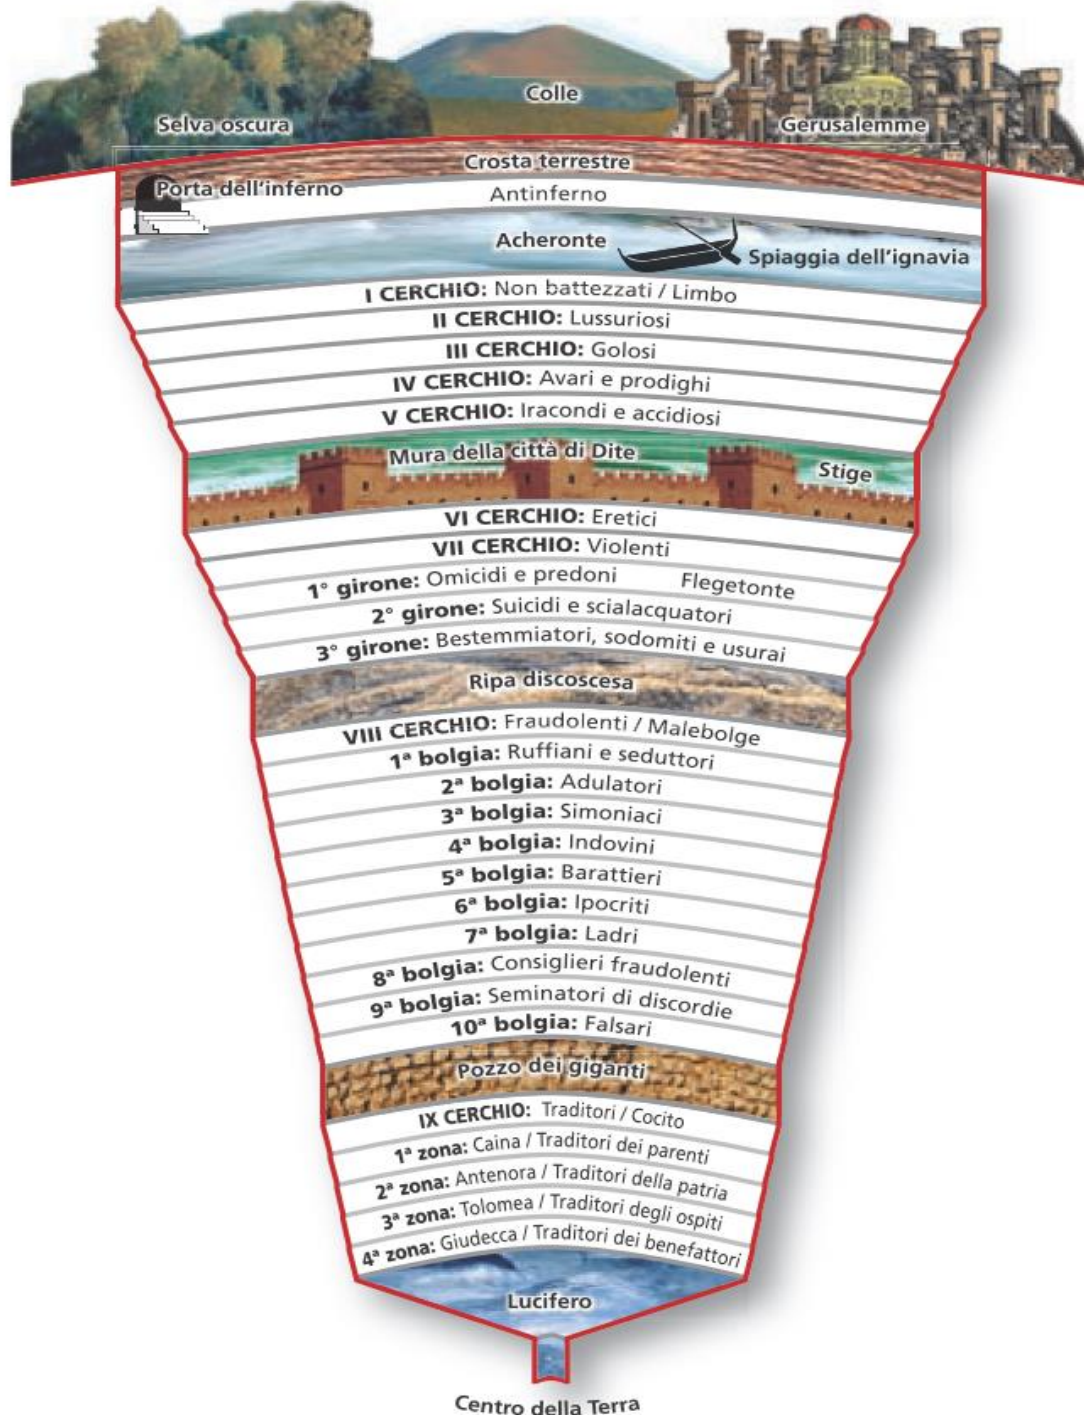 Colle
Selva oscura
Gerusalemme
Crosta terrestre
Porta dell'inferno
Antinferno
Acheronte
Spiaggia dell'ignavia
I CERCHIO: Non battezzati / Limbo
II CERCHIO: Lussuriosi
III CERCHIO: Golosi
IV CERCHIO: Avari e prodighi
V CERCHIO: Iracondi e accidiosi
Mura della città di Dite
Stige
VI CERCHIO: Eretici
VII CERCHIO: Violenti
1° girone: Omicidi e predoni Flegetonte
2° girone: Suicidi e scialacquatori
3° girone: Bestemmiatori, sodomiti e usurai
Ripa discoscesa
VIII CERCHIO: Fraudolenti / Malebolge
1ª bolgia: Ruffiani e seduttori
2ª bolgia: Adulatori
3ª bolgia: Simoniaci
4ª bolgia: Indovini
5ª bolgia: Barattieri
6ª bolgia: Ipocriti
7ª bolgia: Ladri
8ª bolgia: Consiglieri fraudolenti
9ª bolgia: Seminatori di discordie
10ª bolgia: Falsari
Pozzo dei giganti
IX CERCHIO: Traditori / Cocito
1ª zona: Caina / Traditori dei parenti
2ª zona: Antenora / Traditori della patria
3ª zona: Tolomea / Traditori degli ospiti
4ª zona: Giudecca / Traditori dei benefattori
Lucifero
Centro della Terra